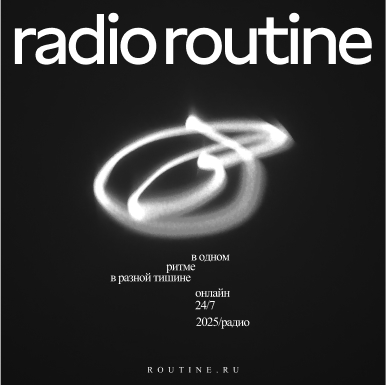 radio routine
в одном
ритме
в разной тишине
онлайн
24/7
2025/радио
ROUTINE.RU